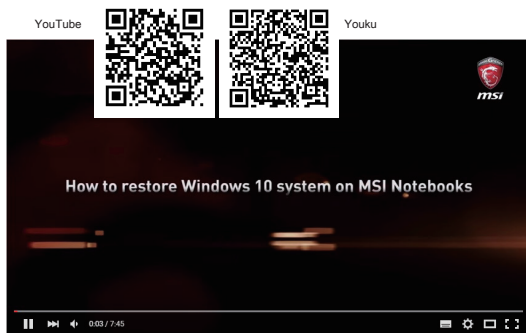 YouTube
Youku
msi
How to restore Windows 10 system on MSI Notebooks
0:03 / 7:45